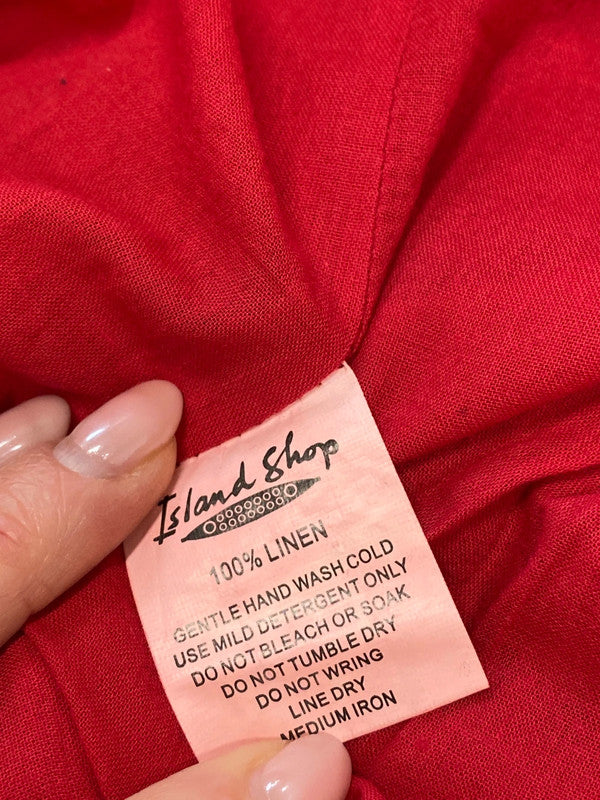 Island Shop
100% LINEN
GENTLE HAND WASH COLD
USE MILD DETERGENT ONLY
DO NOT BLEACH OR SOAK
DO NOT TUMBLE DRY
DO NOT WRING
LINE DRY
MEDIUM IRON